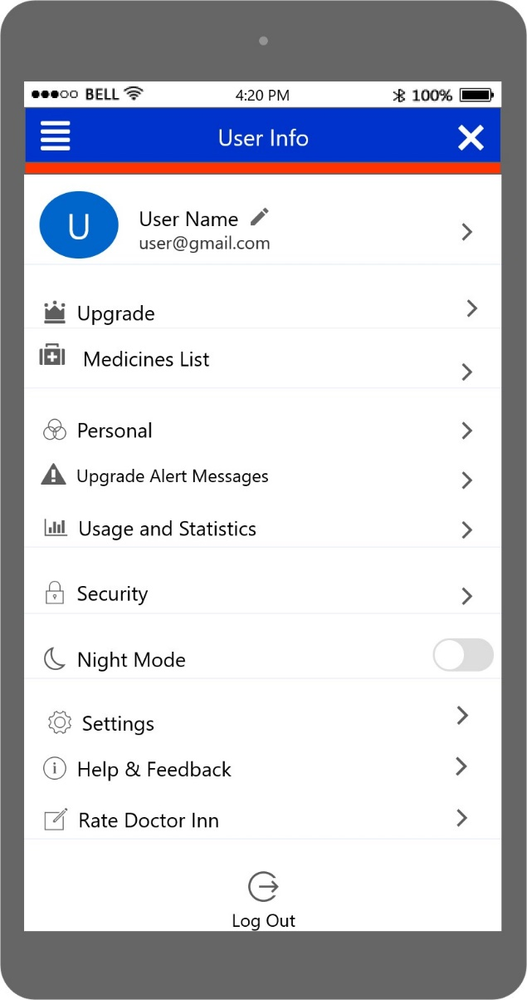 BELL 4:20 PM 100%
User Info
U
User Name
user@gmail.com
Upgrade
Medicines List
Personal
Upgrade Alert Messages
Usage and Statistics
Security
Night Mode
Settings
Help & Feedback
Rate Doctor Inn
Log Out